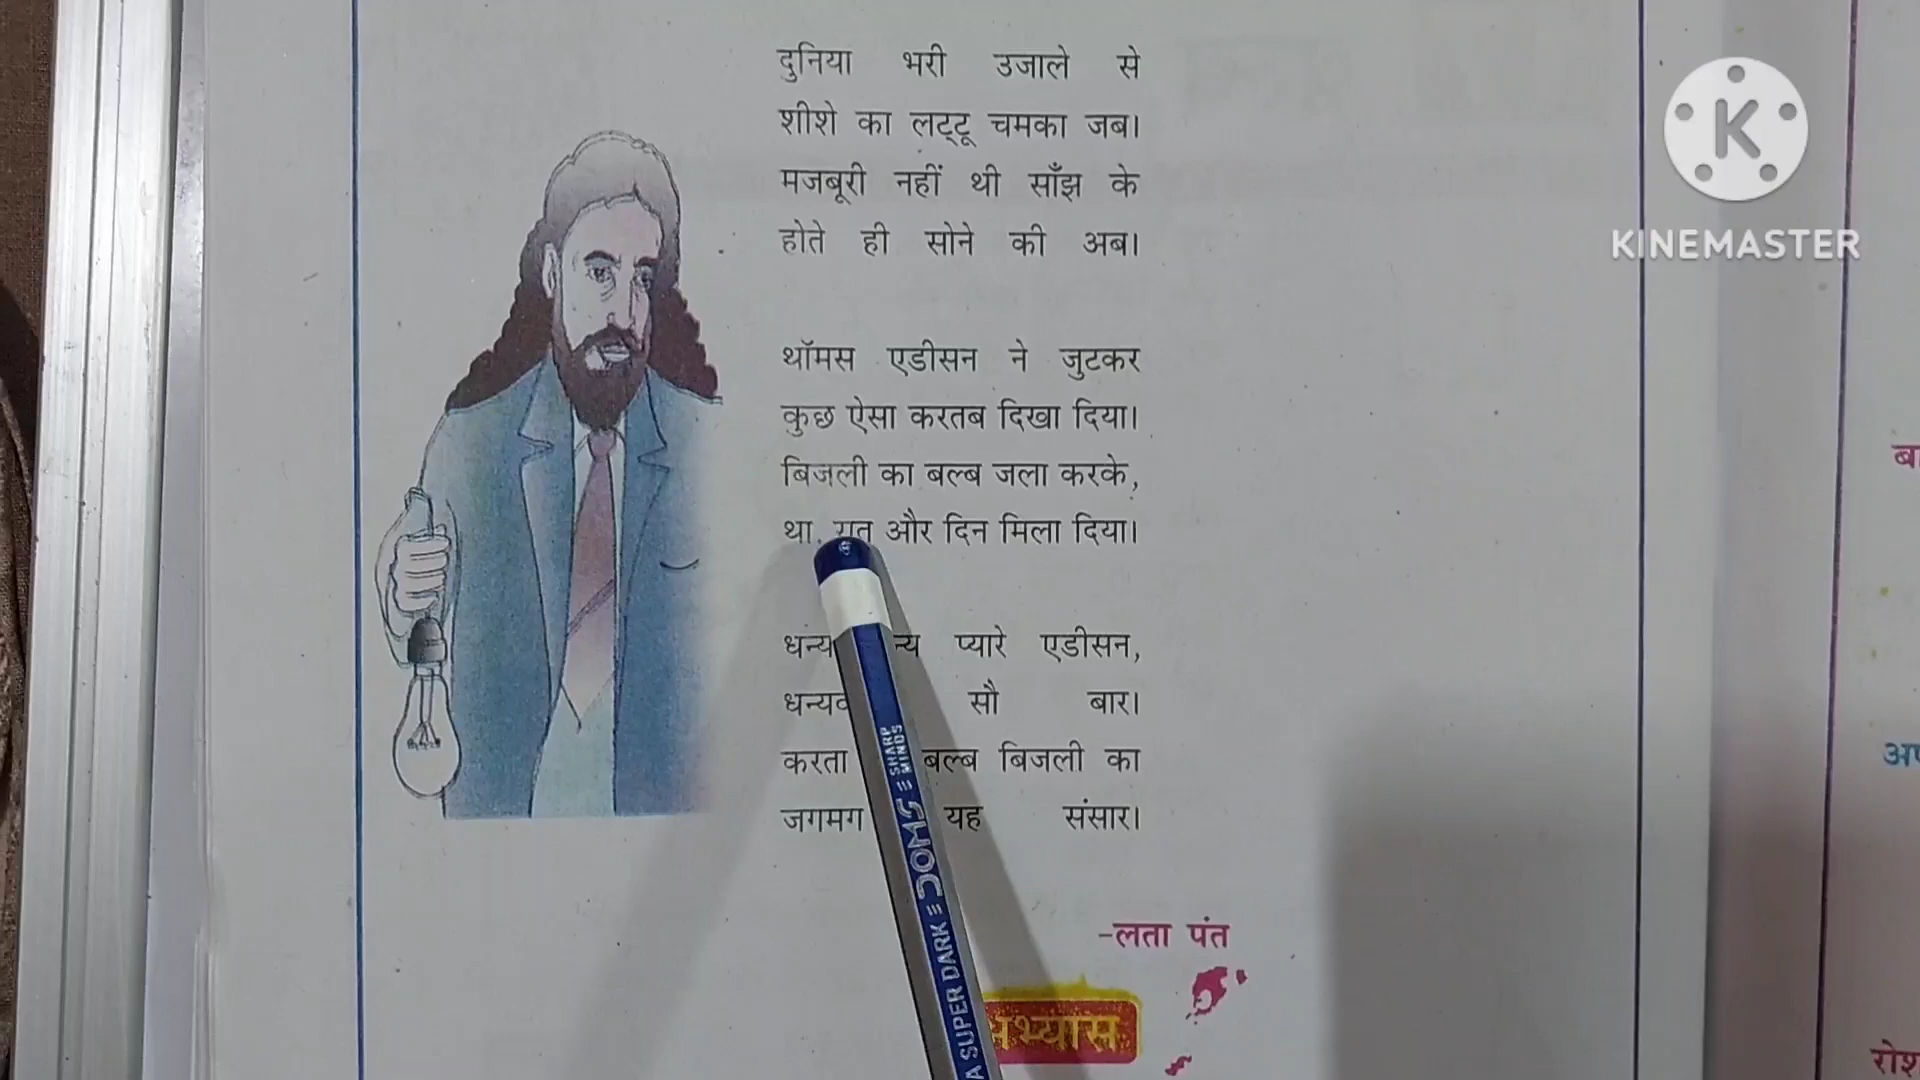 दुनिया भरी उजाले से
शीशे का लट्टू चमका जब।
मजबूरी नहीं थी साँझ के
होते ही सोने की अब।
थॉमस एडीसन ने जुटकर
कुछ ऐसा करतब दिखा दिया।
बिजली का बल्ब जला करके,
था, रात और दिन मिला दिया।
प्यारे एडीसन,
सौ बार।
करता बल्ब बिजली का
जगमग यह संसार।
-लता पंत
अभ्यास
K
KINEMASTER
A SUPER DARK DOMS SHARP MINDS